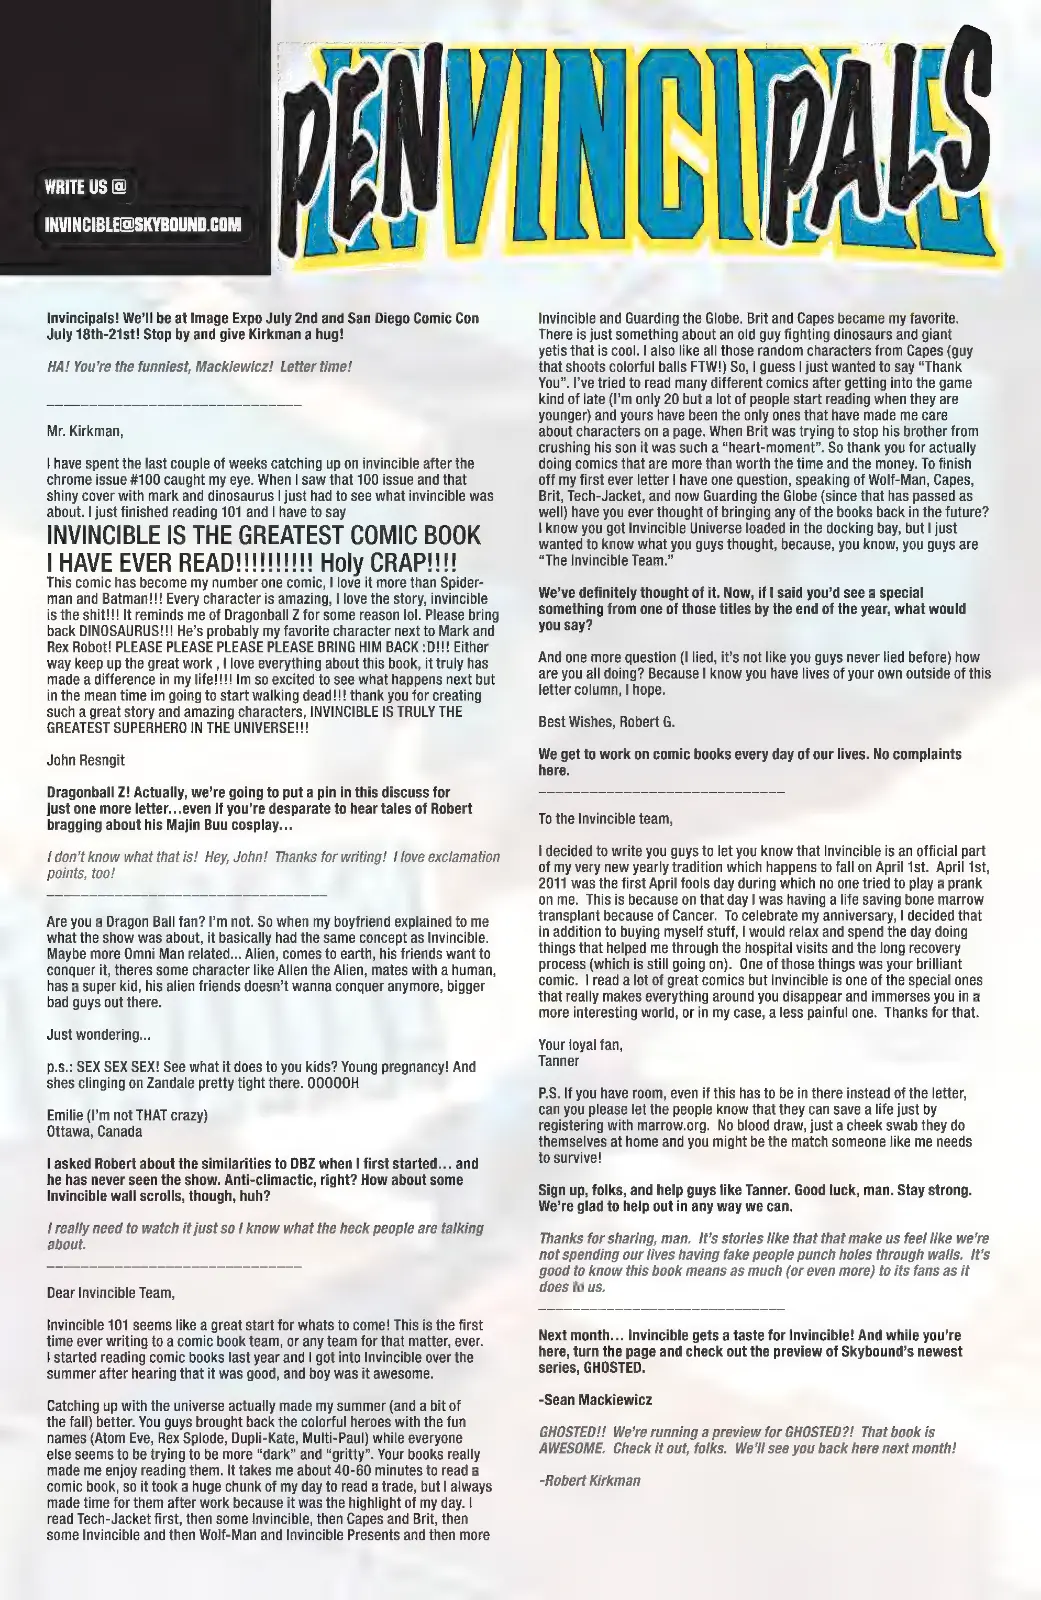 PENVINCIPALS
WRITE US @
INVINCIBLE@SKYBOUND.COM
Invincipals! We'll be at Image Expo July 2nd and San Diego Comic Con
July 18th-21st! Stop by and give Kirkman a hug!
HA! You're the funniest, Mackiewicz! Letter time!
Mr. Kirkman,
I have spent the last couple of weeks catching up on invincible after the
chrome issue #100 caught my eye. When I saw that 100 issue and that
shiny cover with mark and dinosaurus I just had to see what invincible was
about. I just finished reading 101 and I have to say
INVINCIBLE IS THE GREATEST COMIC BOOK
I HAVE EVER READ!!!!!!!!!! Holy CRAP!!!!
This comic has become my number one comic, I love it more than Spider-
man and Batman!!! Every character is amazing, I love the story, invincible
is the shit!!! It reminds me of Dragonball Z for some reason lol. Please bring
back DINOSAURUS!!! He's probably my favorite character next to Mark and
Rex Robot! PLEASE PLEASE PLEASE PLEASE BRING HIM BACK :D!!! Either
way keep up the great work , I love everything about this book, it truly has
made a difference in my life!!!! Im so excited to see what happens next but
in the mean time im going to start walking dead!!! thank you for creating
such a great story and amazing characters, INVINCIBLE IS TRULY THE
GREATEST SUPERHERO IN THE UNIVERSE!!!
John Resngit
Dragonball Z! Actually, we're going to put a pin in this discuss for
just one more letter...even if you're desparate to hear tales of Robert
bragging about his Majin Buu cosplay...
I don't know what that is! Hey, John! Thanks for writing! I love exclamation
points, too!
Are you a Dragon Ball fan? I'm not. So when my boyfriend explained to me
what the show was about, it basically had the same concept as Invincible.
Maybe more Omni Man related... Alien, comes to earth, his friends want to
conquer it, theres some character like Allen the Alien, mates with a human,
has a super kid, his alien friends doesn't wanna conquer anymore, bigger
bad guys out there.
Just wondering...
p.s.: SEX SEX SEX! See what it does to you kids? Young pregnancy! And
shes clinging on Zandale pretty tight there. OOOOOH
Emilie (I'm not THAT crazy)
Ottawa, Canada
I asked Robert about the similarities to DBZ when I first started... and
he has never seen the show. Anti-climactic, right? How about some
Invincible wall scrolls, though, huh?
I really need to watch it just so I know what the heck people are talking
about.
Dear Invincible Team,
Invincible 101 seems like a great start for whats to come! This is the first
time ever writing to a comic book team, or any team for that matter, ever.
I started reading comic books last year and I got into Invincible over the
summer after hearing that it was good, and boy was it awesome.
Catching up with the universe actually made my summer (and a bit of
the fall) better. You guys brought back the colorful heroes with the fun
names (Atom Eve, Rex Splode, Dupli-Kate, Multi-Paul) while everyone
else seems to be trying to be more "dark" and "gritty". Your books really
made me enjoy reading them. It takes me about 40-60 minutes to read a
comic book, so it took a huge chunk of my day to read a trade, but I always
made time for them after work because it was the highlight of my day. I
read Tech-Jacket first, then some Invincible, then Capes and Brit, then
some Invincible and then Wolf-Man and Invincible Presents and then more
Invincible and Guarding the Globe. Brit and Capes became my favorite.
There is just something about an old guy fighting dinosaurs and giant
yetis that is cool. I also like all those random characters from Capes (guy
that shoots colorful balls FTW!) So, I guess I just wanted to say "Thank
You". I've tried to read many different comics after getting into the game
kind of late (I'm only 20 but a lot of people start reading when they are
younger) and yours have been the only ones that have made me care
about characters on a page. When Brit was trying to stop his brother from
crushing his son it was such a "heart-moment". So thank you for actually
doing comics that are more than worth the time and the money. To finish
off my first ever letter I have one question, speaking of Wolf-Man, Capes,
Brit, Tech-Jacket, and now Guarding the Globe (since that has passed as
well) have you ever thought of bringing any of the books back in the future?
I know you got Invincible Universe loaded in the docking bay, but I just
wanted to know what you guys thought, because, you know, you guys are
"The Invincible Team."
We've definitely thought of it. Now, if I said you'd see a special
something from one of those titles by the end of the year, what would
you say?
And one more question (I lied, it's not like you guys never lied before) how
are you all doing? Because I know you have lives of your own outside of this
letter column, I hope.
Best Wishes, Robert G.
We get to work on comic books every day of our lives. No complaints
here.
To the Invincible team,
I decided to write you guys to let you know that Invincible is an official part
of my very new yearly tradition which happens to fall on April 1st. April 1st,
2011 was the first April fools day during which no one tried to play a prank
on me. This is because on that day I was having a life saving bone marrow
transplant because of Cancer. To celebrate my anniversary, I decided that
in addition to buying myself stuff, I would relax and spend the day doing
things that helped me through the hospital visits and the long recovery
process (which is still going on). One of those things was your brilliant
comic. I read a lot of great comics but Invincible is one of the special ones
that really makes everything around you disappear and immerses you in a
more interesting world, or in my case, a less painful one. Thanks for that.
Your loyal fan,
Tanner
P.S. If you have room, even if this has to be in there instead of the letter,
can you please let the people know that they can save a life just by
registering with marrow.org. No blood draw, just a cheek swab they do
themselves at home and you might be the match someone like me needs
to survive!
Sign up, folks, and help guys like Tanner. Good luck, man. Stay strong.
We're glad to help out in any way we can.
Thanks for sharing, man. It's stories like that that make us feel like we're
not spending our lives having fake people punch holes through walls. It's
good to know this book means as much (or even more) to its fans as it
does to us.
Next month... Invincible gets a taste for Invincible! And while you're
here, turn the page and check out the preview of Skybound's newest
series, GHOSTED.
-Sean Mackiewicz
GHOSTED!! We're running a preview for GHOSTED?! That book is
AWESOME. Check it out, folks. We'll see you back here next month!
-Robert Kirkman